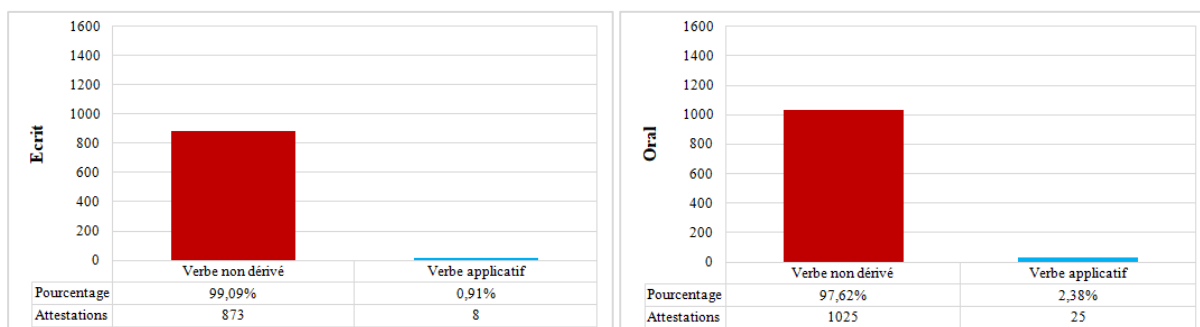 1600
1400
1200
1000
800
600
400
200
0
Ecrit
Verbe non dérivé Verbe applicatif
Pourcentage 99,09% 0,91%
Attestations 873 8
1600
1400
1200
1000
800
600
400
200
0
Oral
Verbe non dérivé Verbe applicatif
Pourcentage 97,62% 2,38%
Attestations 1025 25